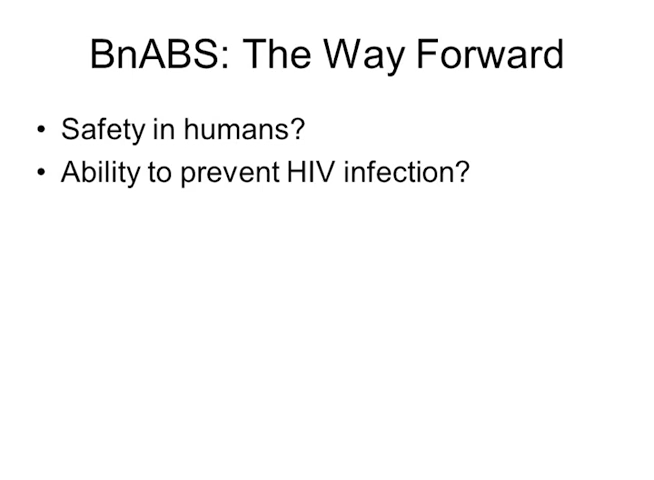 BnABS: The Way Forward
• Safety in humans?
• Ability to prevent HIV infection?